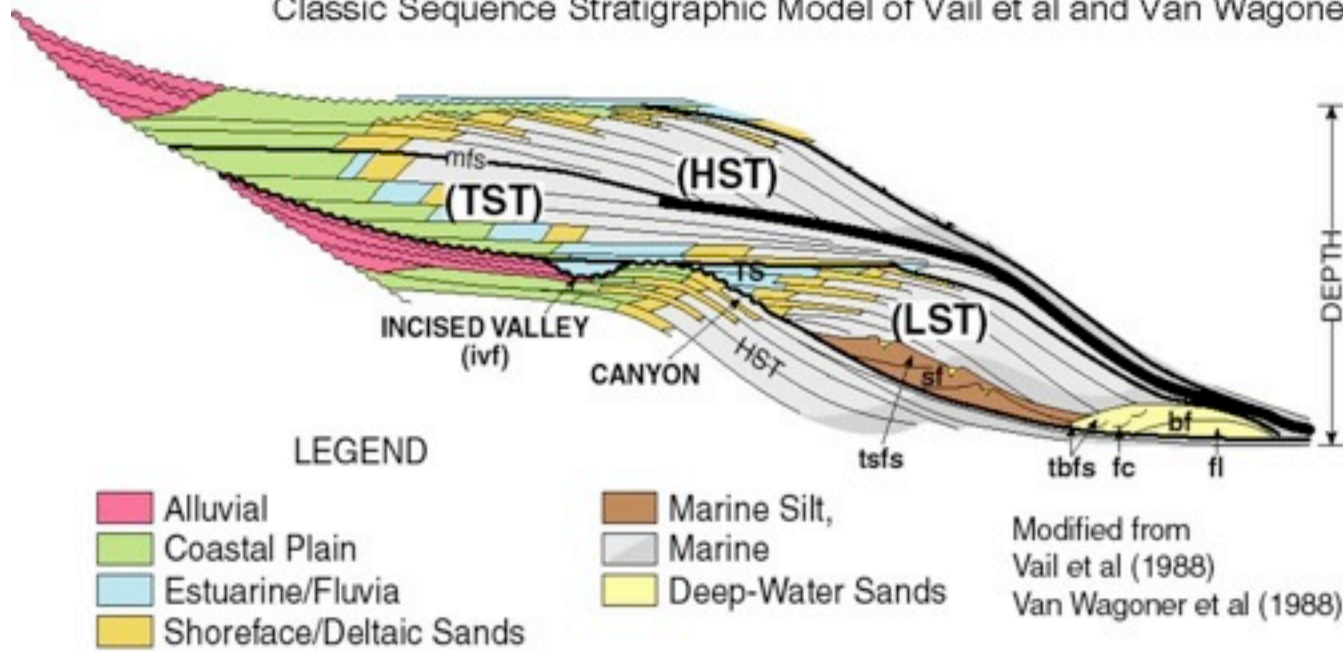 Classic Sequence Stratigraphic Model of Vail et al and Van Wagone
mfs
(HST)
(TST)
TS
(LST)
DEPTH
INCISED VALLEY
(ivf)
CANYON
HST
sf
bf
tsfs
tbfs fc fl
LEGEND
Alluvial
Coastal Plain
Estuarine/Fluvia
Shoreface/Deltaic Sands
Marine Silt,
Marine
Deep-Water Sands
Modified from
Vail et al (1988)
Van Wagoner et al (1988)